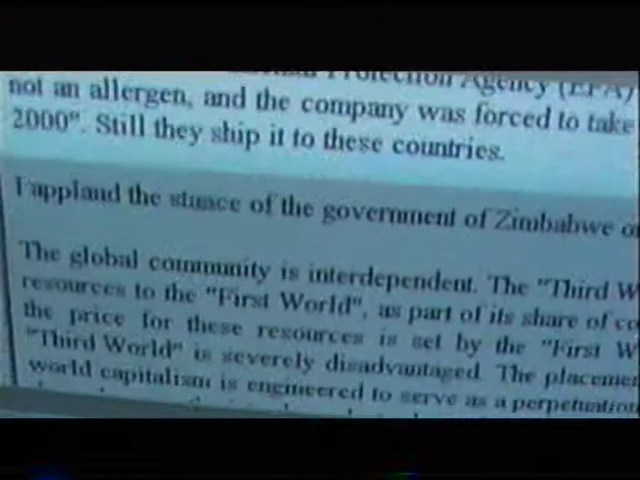 Protection Agency (EPA)
not an allergen, and the company was forced to take
2000". Still they ship it to these countries.
I applaud the stance of the government of Zimbabwe
The global community is interdependent. The "Third W
resources to the "First World", as part of its share of
the price for these resources is set by the "First W
"Third World" is severely disadvantaged. The placemen
world capitalism is engineered to serve as a perpetuation